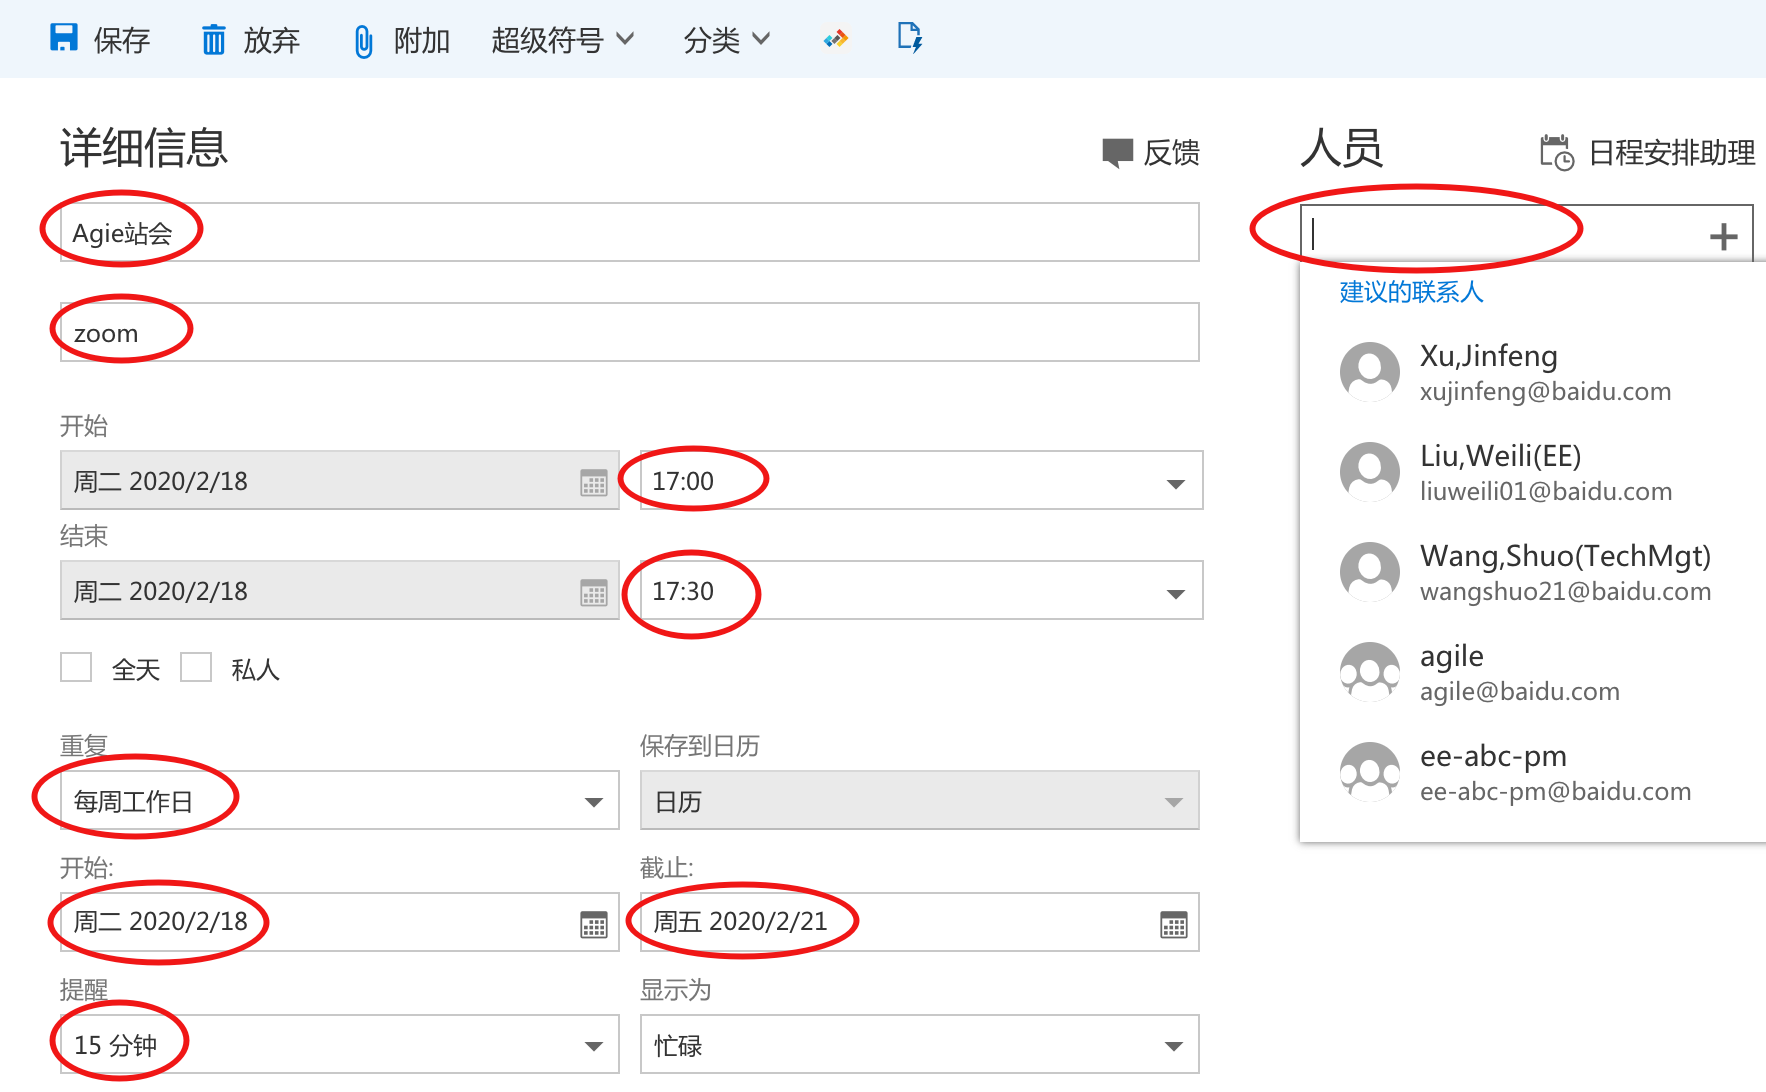 保存 放弃 附加 超级符号 分类
详细信息 反馈
Agie站会
zoom
开始
周二 2020/2/18 17:00
结束
周二 2020/2/18 17:30
全天 私人
重复 保存到日历
每周工作日 日历
开始: 截止:
周二 2020/2/18 周五 2020/2/21
提醒 显示为
15 分钟 忙碌
人员 日程安排助理
建议的联系人
Xu,Jinfeng
xujinfeng@baidu.com
Liu,Weili(EE)
liuweili01@baidu.com
Wang,Shuo(TechMgt)
wangshuo21@baidu.com
agile
agile@baidu.com
ee-abc-pm
ee-abc-pm@baidu.com